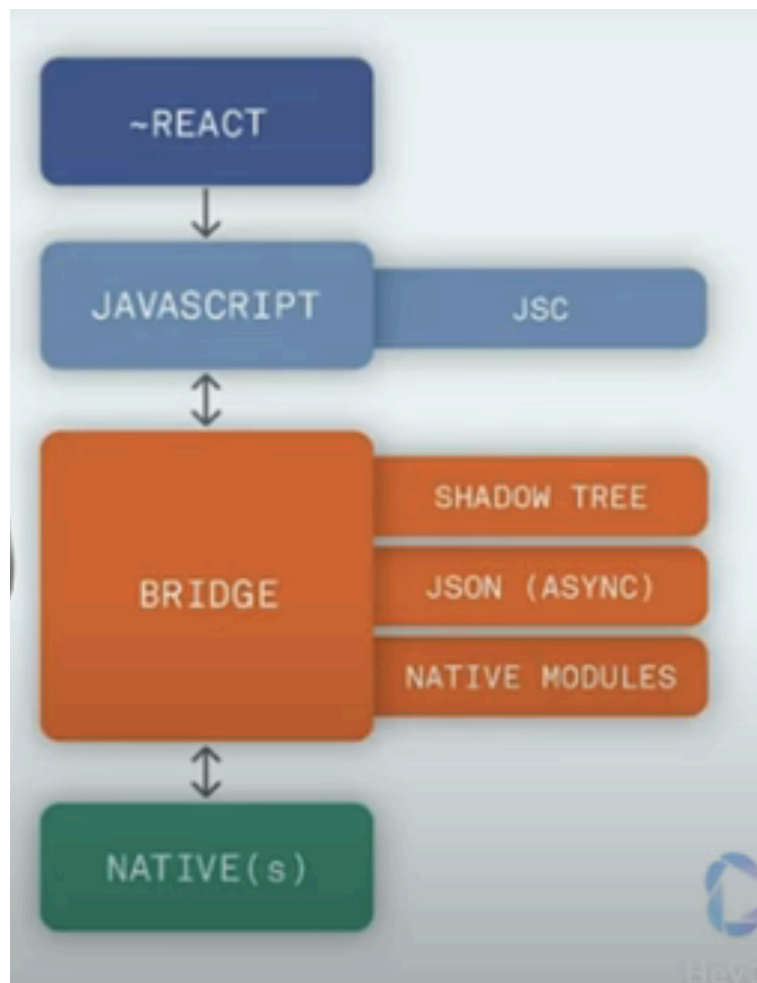 ~REACT
JAVASCRIPT
JSC
SHADOW TREE
BRIDGE
JSON (ASYNC)
NATIVE MODULES
NATIVE(s)